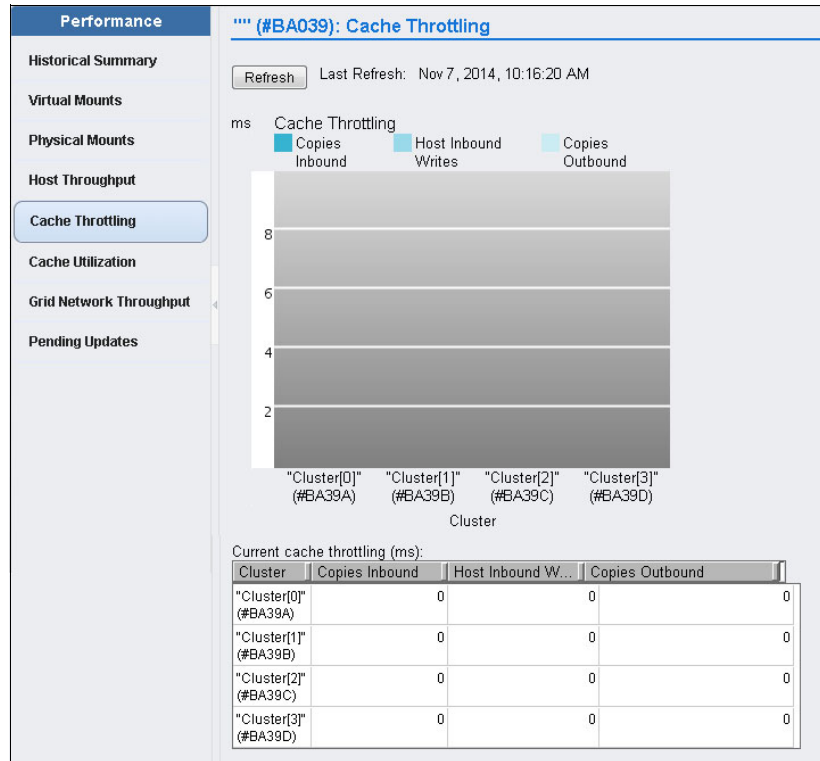 Performance
Historical Summary
Virtual Mounts
Physical Mounts
Host Throughput
Cache Throttling
Cache Utilization
Grid Network Throughput
Pending Updates
"" (#BA039): Cache Throttling
Refresh Last Refresh: Nov 7, 2014, 10:16:20 AM
ms Cache Throttling
Copies Inbound
Host Inbound Writes
Copies Outbound
8
6
4
2
"Cluster[0]" (#BA39A)
"Cluster[1]" (#BA39B)
"Cluster[2]" (#BA39C)
"Cluster[3]" (#BA39D)
Cluster
Current cache throttling (ms):
Cluster Copies Inbound Host Inbound W... Copies Outbound
"Cluster[0]" (#BA39A) 0 0 0
"Cluster[1]" (#BA39B) 0 0 0
"Cluster[2]" (#BA39C) 0 0 0
"Cluster[3]" (#BA39D) 0 0 0